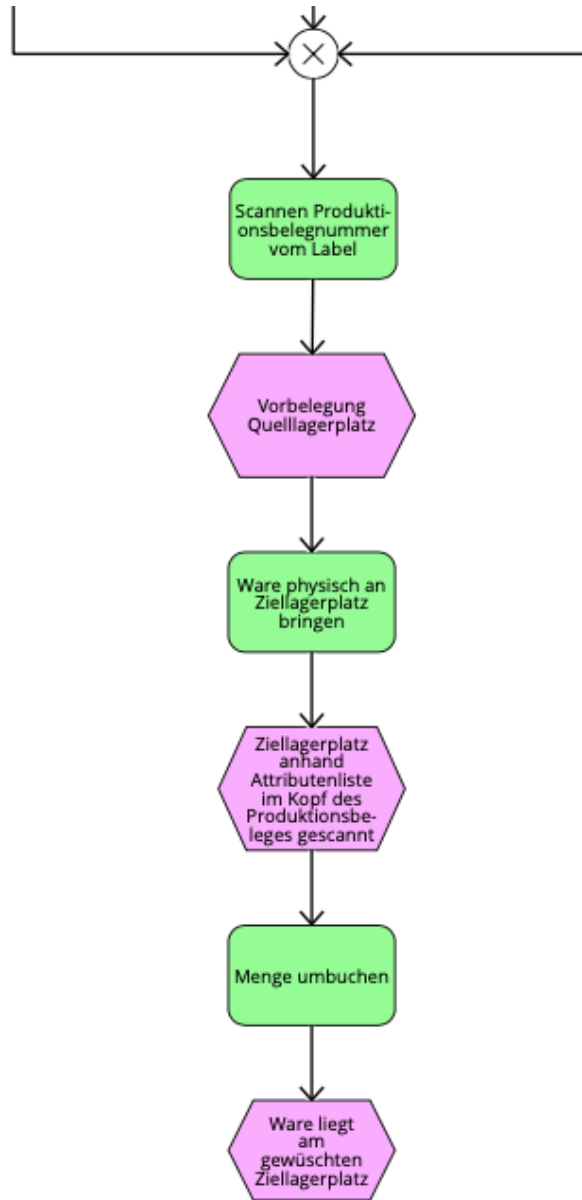 Scannen Produkti-
onsbelegnummer
vom Label
Vorbelegung
Quelllagerplatz
Ware physisch an
Ziellagerplatz
bringen
Ziellagerplatz
anhand
Attributenliste
im Kopf des
Produktionsbe-
leges gescannt
Menge umbuchen
Ware liegt
am
gewüschten
Ziellagerplatz